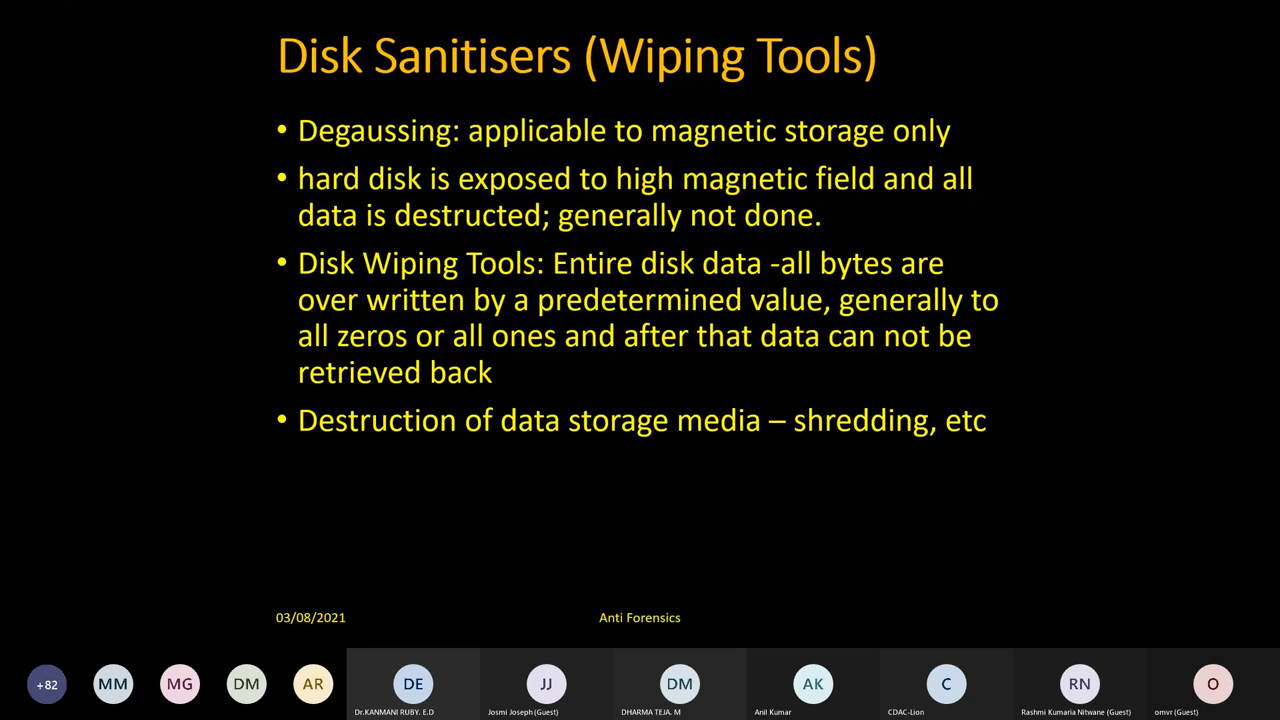 Disk Sanitisers (Wiping Tools)
• Degaussing: applicable to magnetic storage only
• hard disk is exposed to high magnetic field and all
data is destructed; generally not done.
• Disk Wiping Tools: Entire disk data -all bytes are
over written by a predetermined value, generally to
all zeros or all ones and after that data can not be
retrieved back
• Destruction of data storage media – shredding, etc
03/08/2021
Anti Forensics
+82
MM
MG
DM
AR
DE
JJ
DM
AK
C
RN
O
Dr.KANMANI RUBY. E.D
Josmi Joseph (Guest)
DHARMA TEJA. M
Anil Kumar
CDAC-Lion
Rashmi Kumaria Nitwane (Guest)
omvr (Guest)